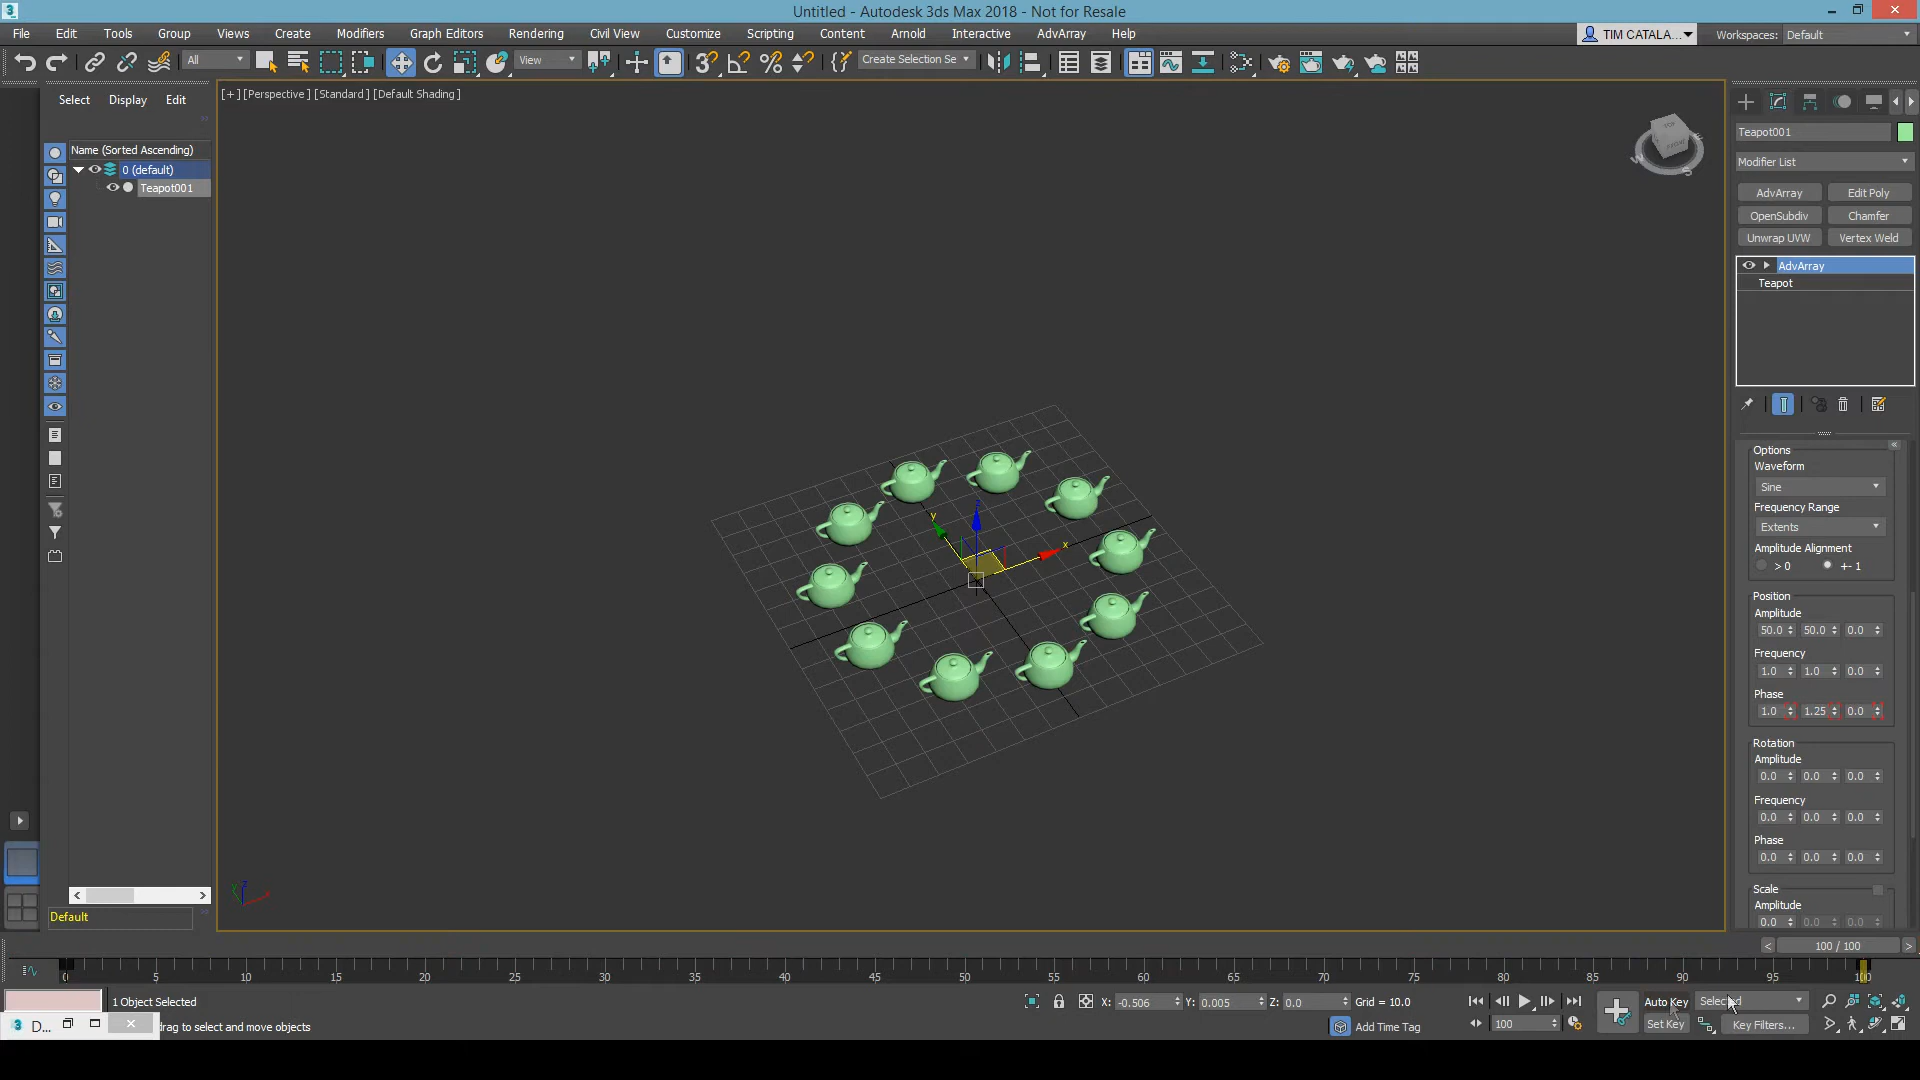 Untitled - Autodesk 3ds Max 2018 - Not for Resale
File Edit Tools Group Views Create Modifiers Graph Editors Rendering Civil View Customize Scripting Content Arnold Interactive AdvArray Help
TIM CATALA... Workspaces: Default
All View Create Selection Se
Select Display Edit
[+] [Perspective] [Standard] [Default Shading]
Name (Sorted Ascending)
0 (default)
Teapot001
Teapot001
Modifier List
AdvArray Edit Poly
OpenSubdiv Chamfer
Unwrap UVW Vertex Weld
AdvArray
Teapot
Options
Waveform
Sine
Frequency Range
Extents
Amplitude Alignment
> 0 +- 1
Position
Amplitude
50.0 50.0 0.0
Frequency
1.0 1.0 0.0
Phase
1.0 1.25 0.0
Rotation
Amplitude
0.0 0.0 0.0
Frequency
0.0 0.0 0.0
Phase
0.0 0.0 0.0
Scale
Amplitude
0.0 0.0 0.0
x
y
z
Default
100 / 100
0 5 10 15 20 25 30 35 40 45 50 55 60 65 70 75 80 85 90 95 100
1 Object Selected
X: -0.506 Y: 0.005 Z: 0.0 Grid = 10.0
Auto Key Selected
D... drag to select and move objects
Add Time Tag
100
Set Key Key Filters...